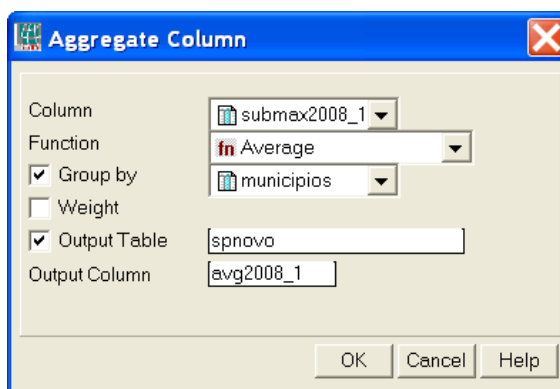 Aggregate Column
Column submax2008_1
Function fn Average
Group by municipios
Weight
Output Table spnovo
Output Column avg2008_1
OK Cancel Help